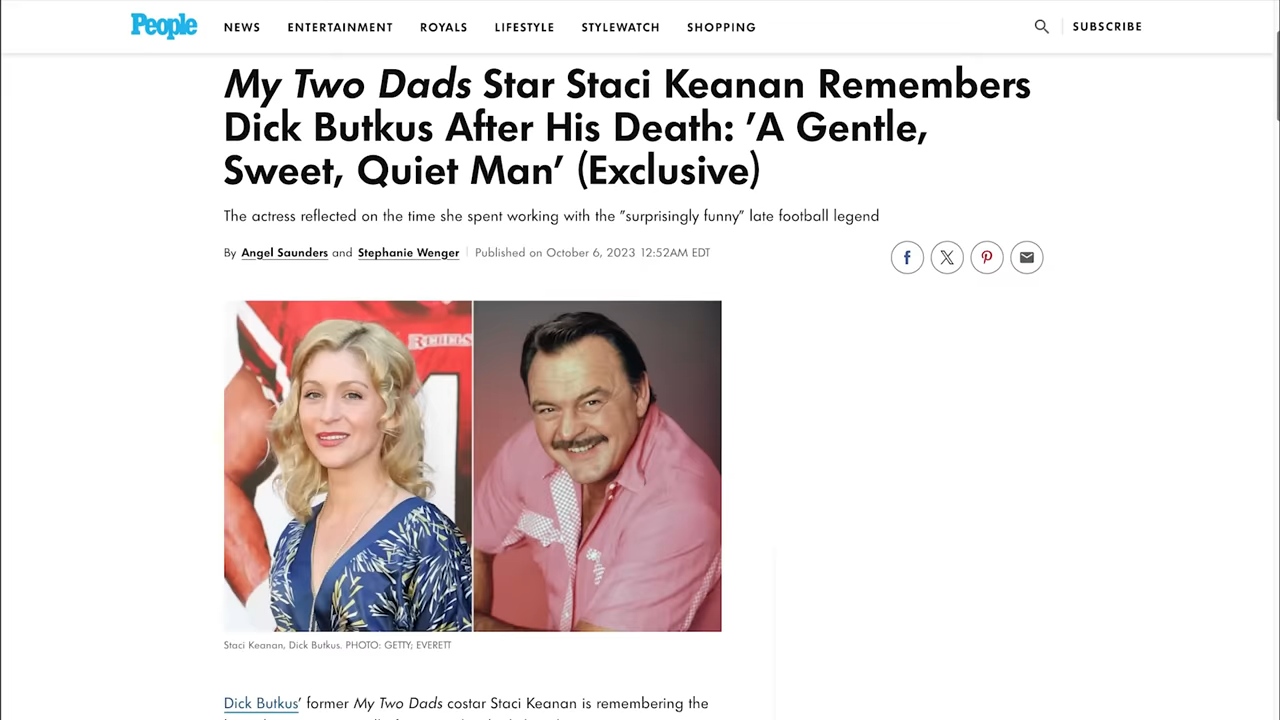 People
NEWS ENTERTAINMENT ROYALS LIFESTYLE STYLEWATCH SHOPPING SUBSCRIBE
My Two Dads Star Staci Keanan Remembers
Dick Butkus After His Death: ’A Gentle,
Sweet, Quiet Man’ (Exclusive)
The actress reflected on the time she spent working with the ”surprisingly funny” late football legend
By Angel Saunders and Stephanie Wenger | Published on October 6, 2023 12:52AM EDT
REBELS
Staci Keanan, Dick Butkus. PHOTO: GETTY; EVERETT
Dick Butkus’ former My Two Dads costar Staci Keanan is remembering the